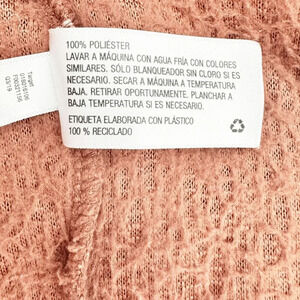 100% POLIÉSTER
LAVAR A MÁQUINA CON AGUA FRÍA CON COLORES
SIMILARES. SÓLO BLANQUEADOR SIN CLORO SI ES
NECESARIO. SECAR A MÁQUINA A TEMPERATURA
BAJA. RETIRAR OPORTUNAMENTE. PLANCHAR A
BAJA TEMPERATURA SI ES NECESARIO.
ETIQUETA ELABORADA CON PLÁSTICO
100 % RECICLADO
Target